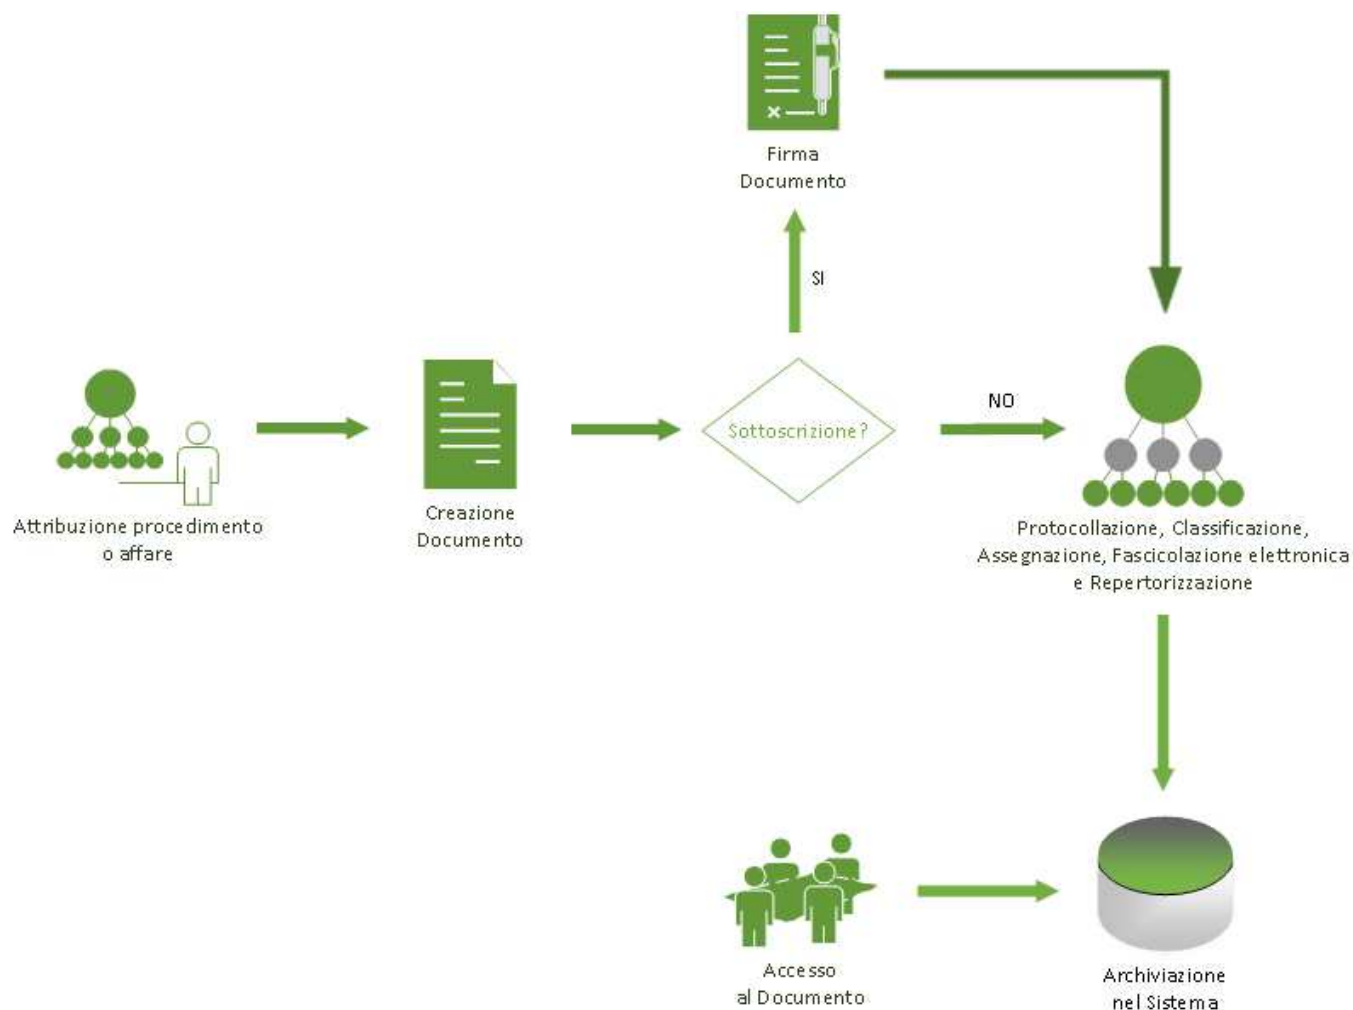 Firma
Documento
SI
Sottoscrizione?
NO
Attribuzione procedimento
o affare
Creazione
Documento
Protocollazione, Classificazione,
Assegnazione, Fascicolazione elettronica
e Repertorizzazione
Accesso
al Documento
Archiviazione
nel Sistema